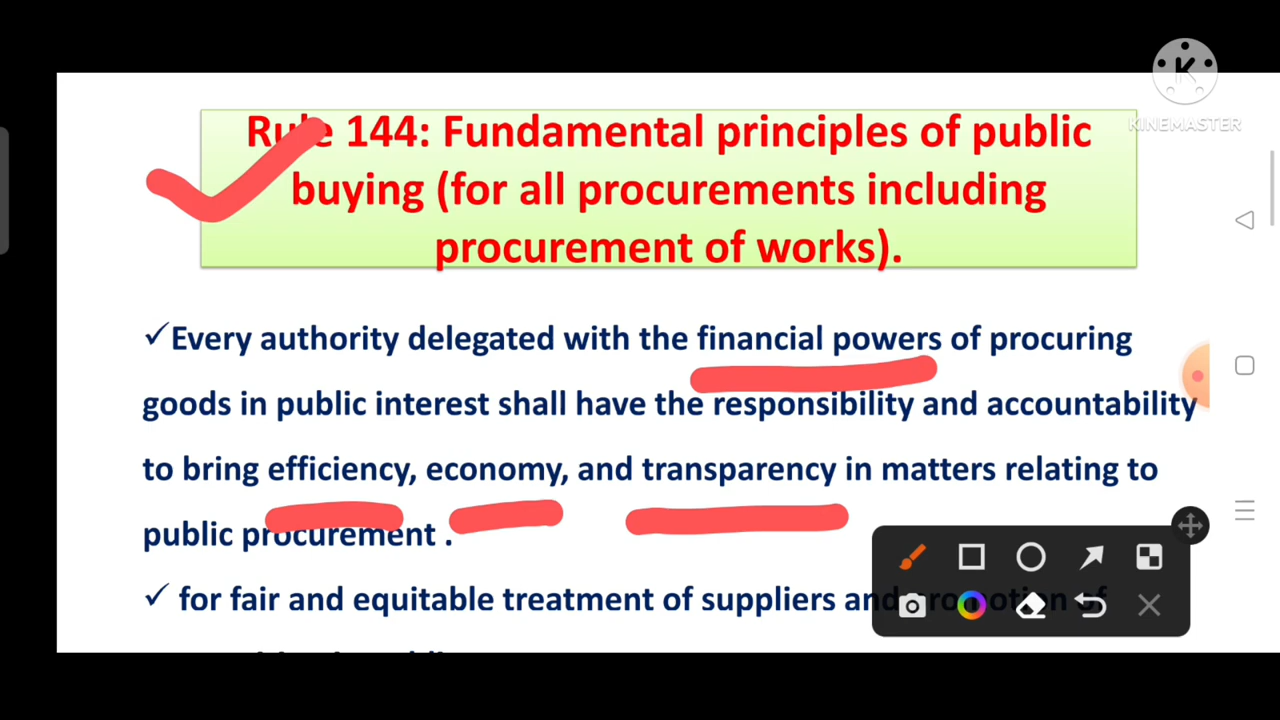 Rule 144: Fundamental principles of public
buying (for all procurements including
procurement of works).
KINEMASTER
✓Every authority delegated with the financial powers of procuring
goods in public interest shall have the responsibility and accountability
to bring efficiency, economy, and transparency in matters relating to
public procurement .
✓ for fair and equitable treatment of suppliers and promotion of